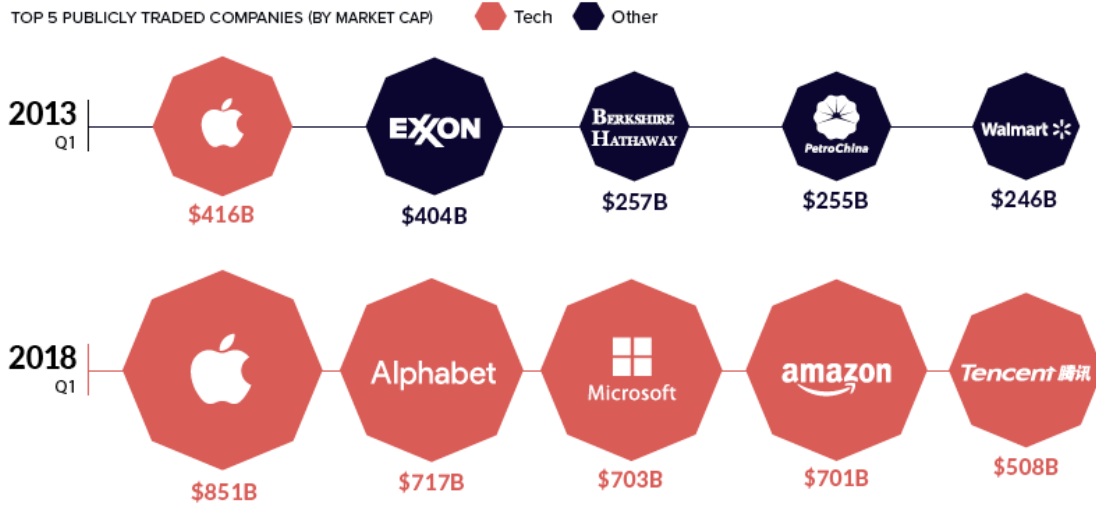 TOP 5 PUBLICLY TRADED COMPANIES (BY MARKET CAP)
Tech
Other
2013
Q1
EXXON
BERKSHIRE
HATHAWAY
PetroChina
Walmart
$416B
$404B
$257B
$255B
$246B
2018
Q1
Alphabet
Microsoft
amazon
Tencent 腾讯
$851B
$717B
$703B
$701B
$508B